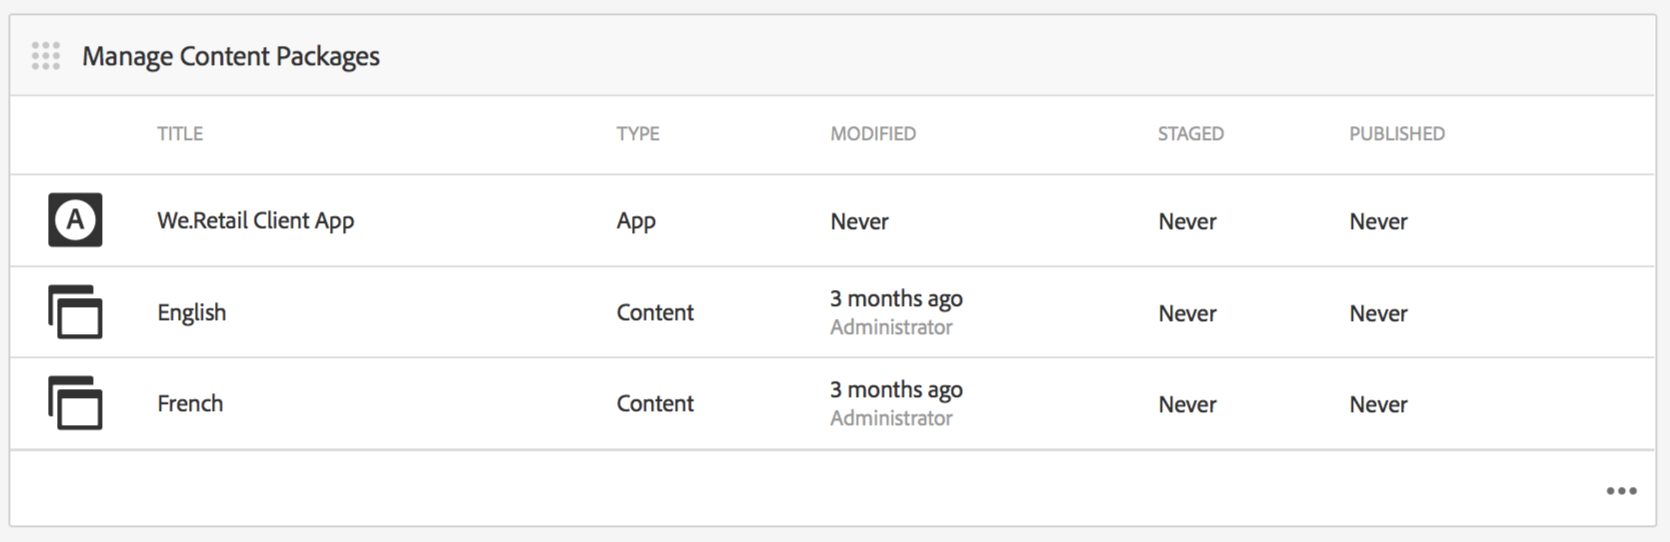 Manage Content Packages
TITLE TYPE MODIFIED STAGED PUBLISHED
A We.Retail Client App App Never Never Never
English Content 3 months ago Never Never
Administrator
French Content 3 months ago Never Never
Administrator